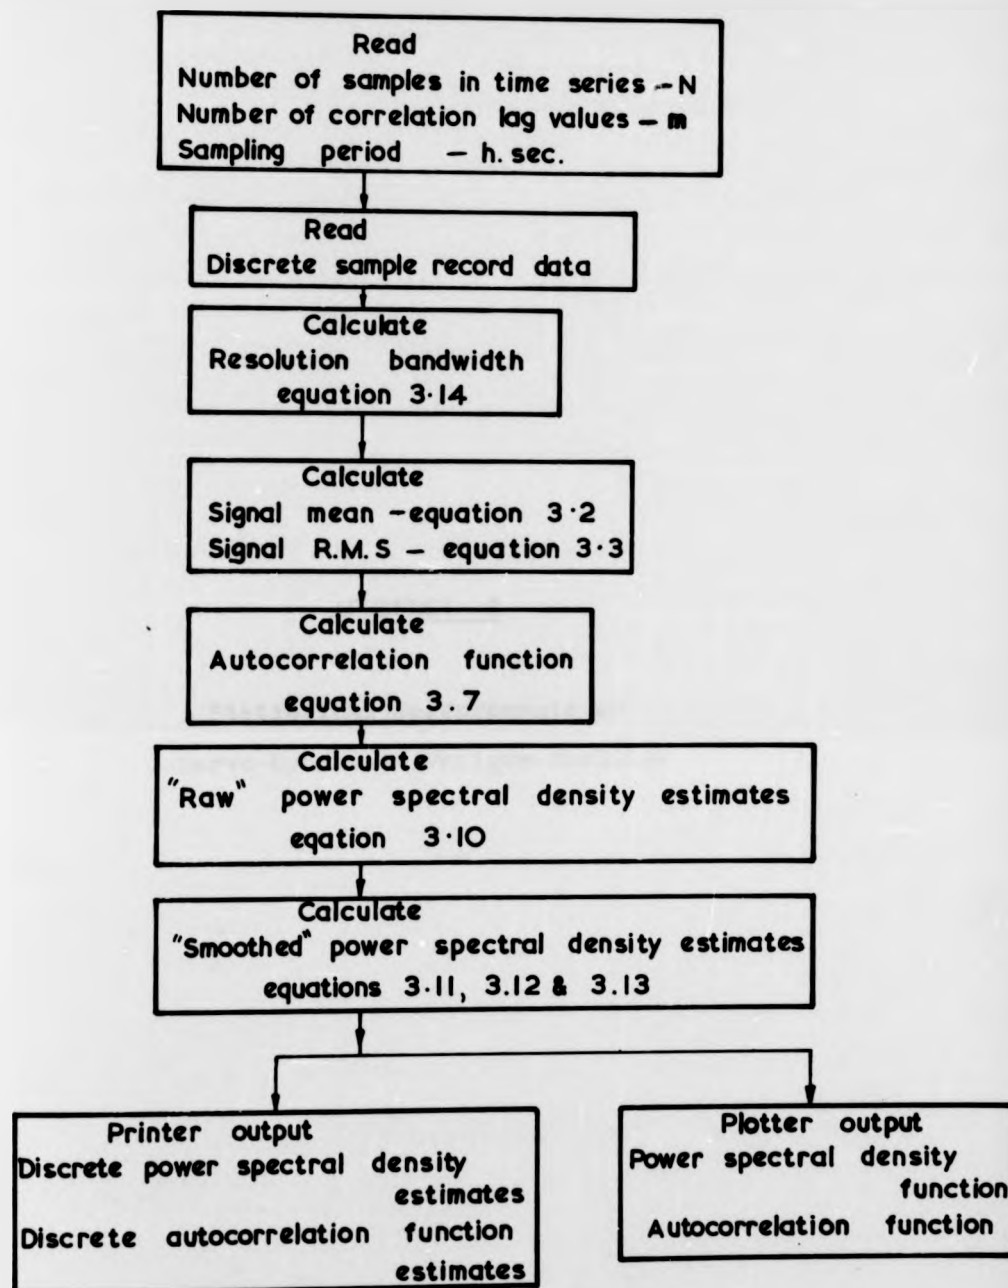 Read
Number of samples in time series – N
Number of correlation lag values – m
Sampling period – h. sec.
Read
Discrete sample record data
Calculate
Resolution bandwidth
equation 3·14
Calculate
Signal mean – equation 3·2
Signal R.M.S – equation 3·3
Calculate
Autocorrelation function
equation 3.7
Calculate
"Raw" power spectral density estimates
eqation 3·10
Calculate
"Smoothed" power spectral density estimates
equations 3·11, 3.12 & 3.13
Printer output
Discrete power spectral density
estimates
Discrete autocorrelation function
estimates
Plotter output
Power spectral density
function
Autocorrelation function